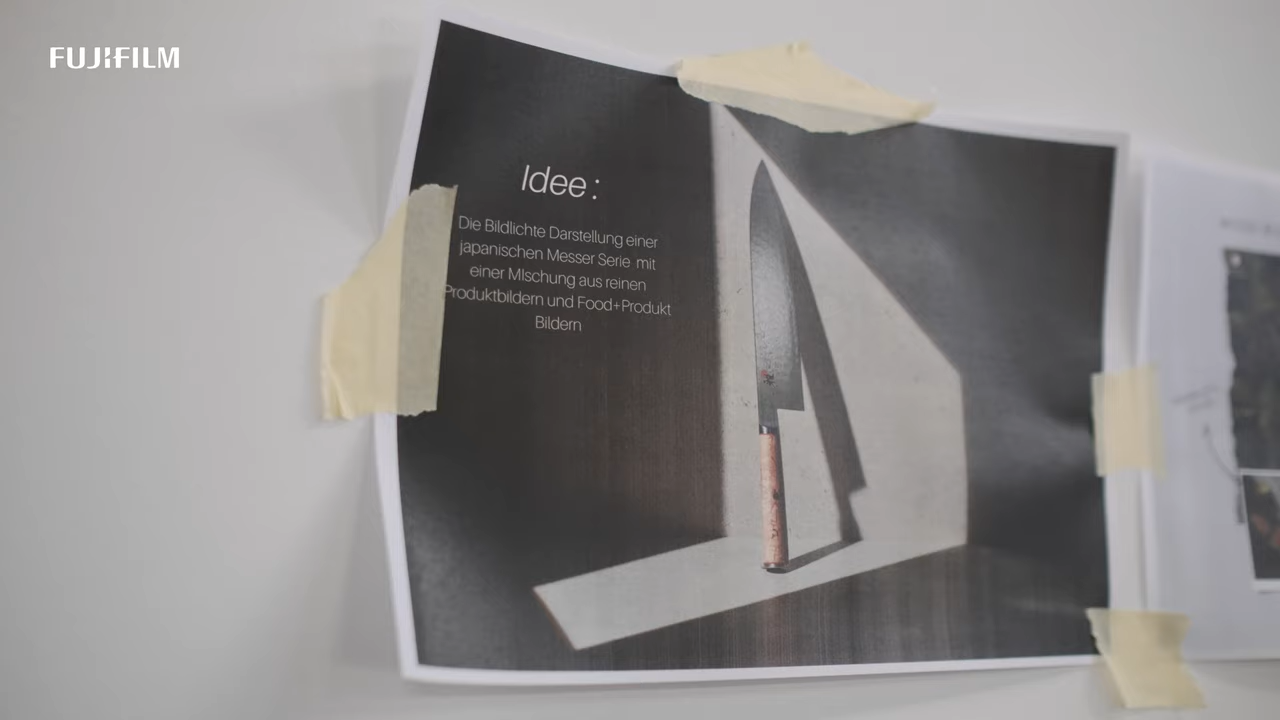 FUJIFILM
Idee :
Die Bildlichte Darstellung einer
japanischen Messer Serie mit
einer MIschung aus reinen
Produktbildern und Food+Produkt
Bildern